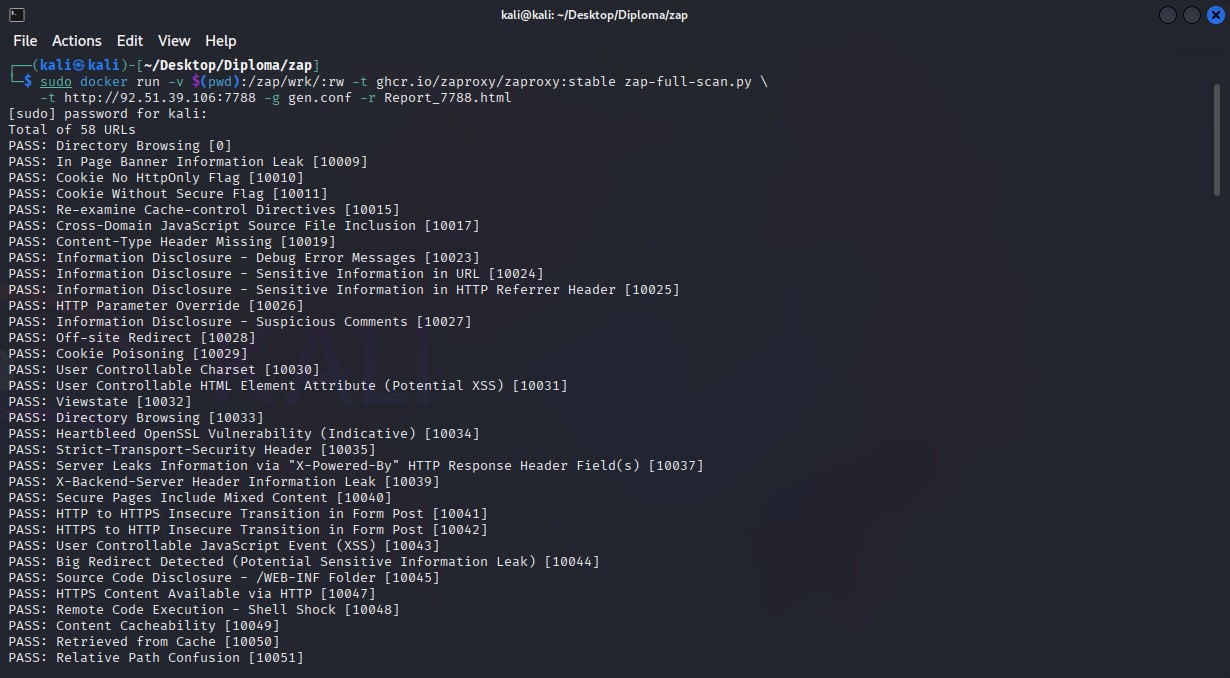 kali@kali: ~/Desktop/Diploma/zap
File Actions Edit View Help
┌──(kali㉿kali)-[~/Desktop/Diploma/zap]
└─$ sudo docker run -v $(pwd):/zap/wrk/:rw -t ghcr.io/zaproxy/zaproxy:stable zap-full-scan.py \
-t http://92.51.39.106:7788 -g gen.conf -r Report_7788.html
[sudo] password for kali:
Total of 58 URLs
PASS: Directory Browsing [0]
PASS: In Page Banner Information Leak [10009]
PASS: Cookie No HttpOnly Flag [10010]
PASS: Cookie Without Secure Flag [10011]
PASS: Re-examine Cache-control Directives [10015]
PASS: Cross-Domain JavaScript Source File Inclusion [10017]
PASS: Content-Type Header Missing [10019]
PASS: Information Disclosure - Debug Error Messages [10023]
PASS: Information Disclosure - Sensitive Information in URL [10024]
PASS: Information Disclosure - Sensitive Information in HTTP Referrer Header [10025]
PASS: HTTP Parameter Override [10026]
PASS: Information Disclosure - Suspicious Comments [10027]
PASS: Off-site Redirect [10028]
PASS: Cookie Poisoning [10029]
PASS: User Controllable Charset [10030]
PASS: User Controllable HTML Element Attribute (Potential XSS) [10031]
PASS: Viewstate [10032]
PASS: Directory Browsing [10033]
PASS: Heartbleed OpenSSL Vulnerability (Indicative) [10034]
PASS: Strict-Transport-Security Header [10035]
PASS: Server Leaks Information via "X-Powered-By" HTTP Response Header Field(s) [10037]
PASS: X-Backend-Server Header Information Leak [10039]
PASS: Secure Pages Include Mixed Content [10040]
PASS: HTTP to HTTPS Insecure Transition in Form Post [10041]
PASS: HTTPS to HTTP Insecure Transition in Form Post [10042]
PASS: User Controllable JavaScript Event (XSS) [10043]
PASS: Big Redirect Detected (Potential Sensitive Information Leak) [10044]
PASS: Source Code Disclosure - /WEB-INF Folder [10045]
PASS: HTTPS Content Available via HTTP [10047]
PASS: Remote Code Execution - Shell Shock [10048]
PASS: Content Cacheability [10049]
PASS: Retrieved from Cache [10050]
PASS: Relative Path Confusion [10051]
KALI